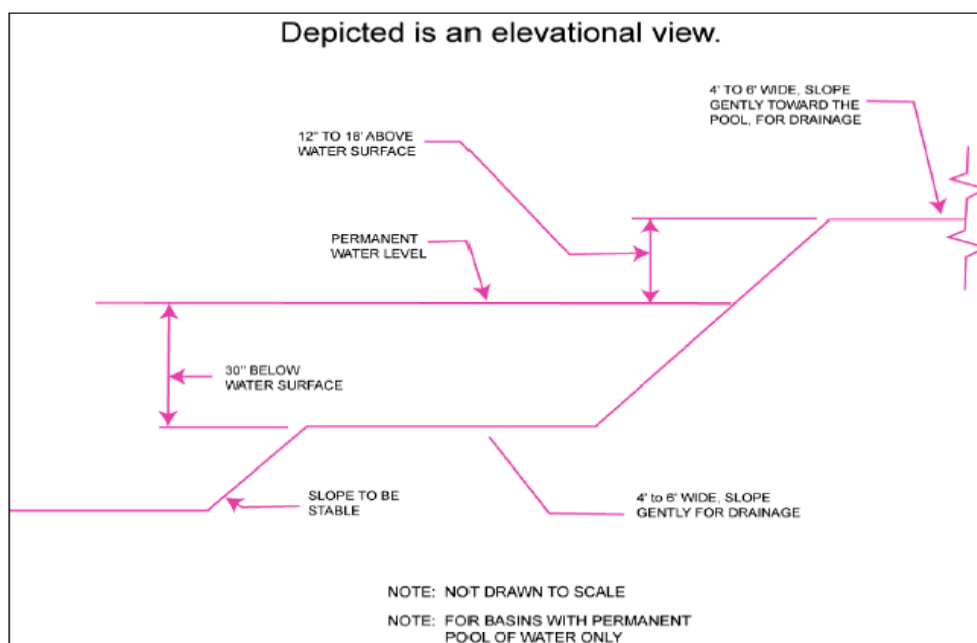 Depicted is an elevational view.
4' TO 6' WIDE, SLOPE
GENTLY TOWARD THE
POOL, FOR DRAINAGE
12" TO 18' ABOVE
WATER SURFACE
PERMANENT
WATER LEVEL
30" BELOW
WATER SURFACE
SLOPE TO BE
STABLE
4' to 6' WIDE, SLOPE
GENTLY FOR DRAINAGE
NOTE: NOT DRAWN TO SCALE
NOTE: FOR BASINS WITH PERMANENT
POOL OF WATER ONLY